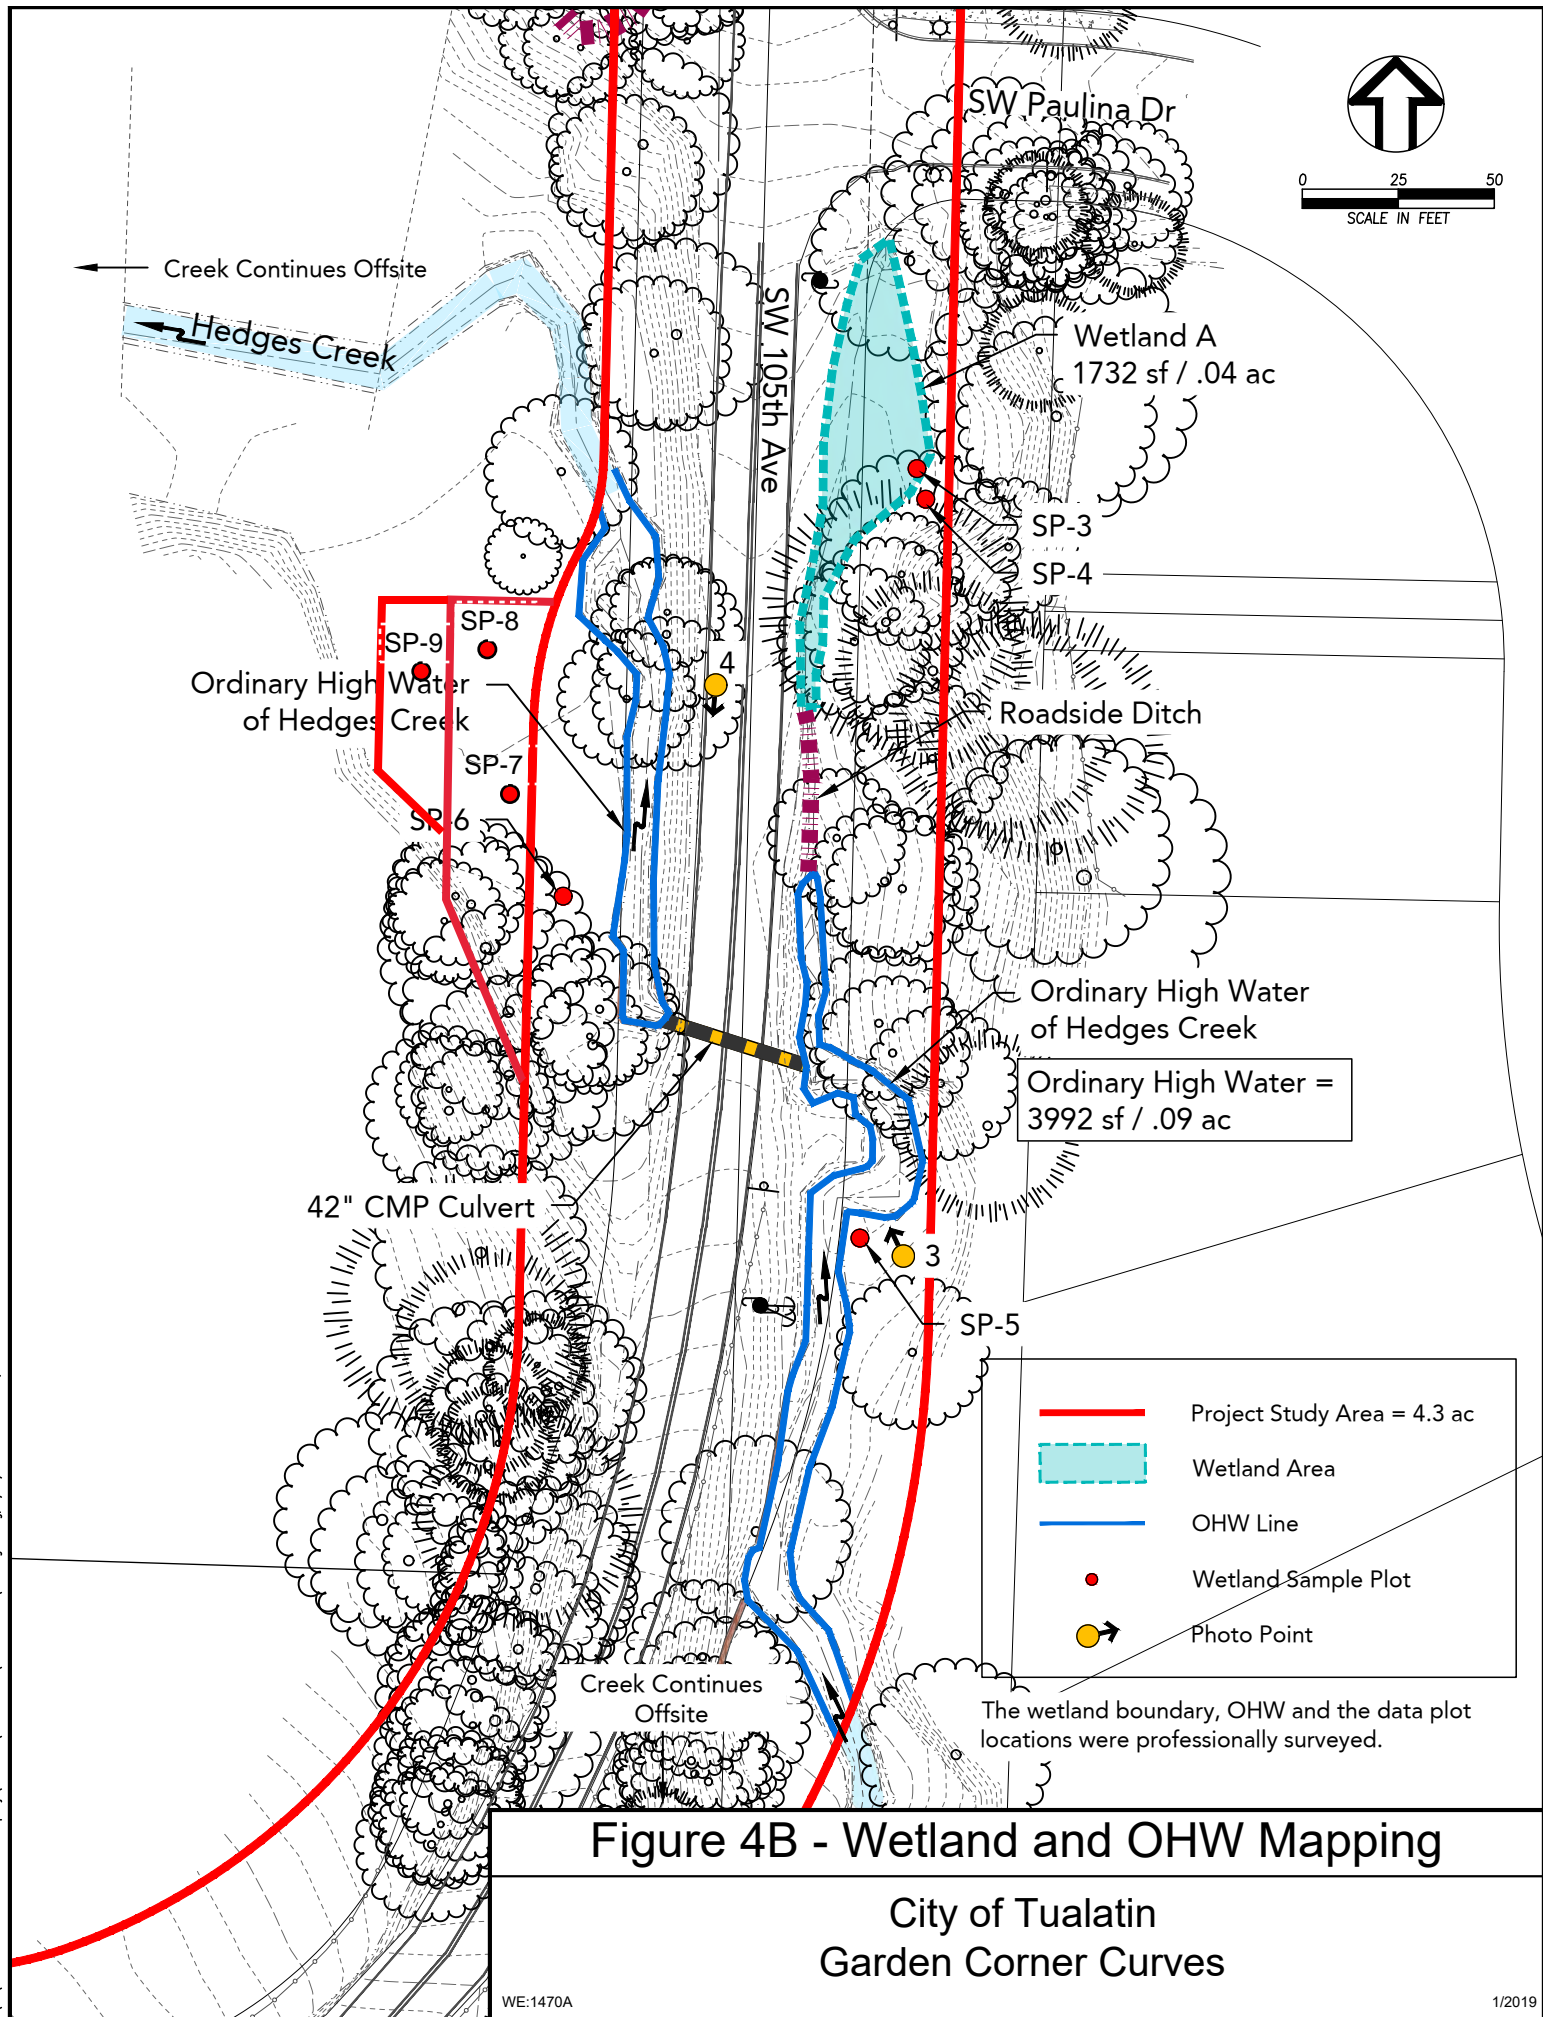 SW Paulina Dr
0 25 50
SCALE IN FEET
Creek Continues Offsite
Hedges Creek
SW 105th Ave
Wetland A
1732 sf / .04 ac
SP-3
SP-4
SP-8
SP-9
4
Ordinary High Water
of Hedges Creek
Roadside Ditch
SP-7
SP-6
Ordinary High Water
of Hedges Creek
Ordinary High Water =
3992 sf / .09 ac
42" CMP Culvert
3
SP-5
Project Study Area = 4.3 ac
Wetland Area
OHW Line
Wetland Sample Plot
Photo Point
Creek Continues
Offsite
The wetland boundary, OHW and the data plot
locations were professionally surveyed.
Figure 4B - Wetland and OHW Mapping
City of Tualatin
Garden Corner Curves
WE:1470A
1/2019